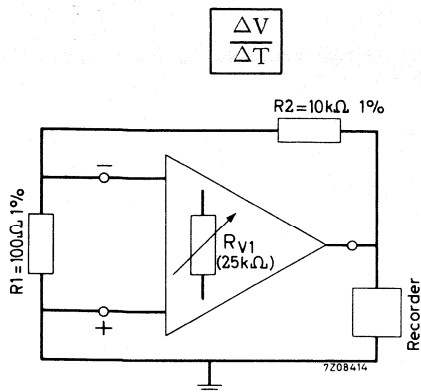 ΔV
ΔT
R2=10kΩ 1%
−
R1=100Ω 1%
RV1
(25kΩ)
+
Recorder
7Z08414